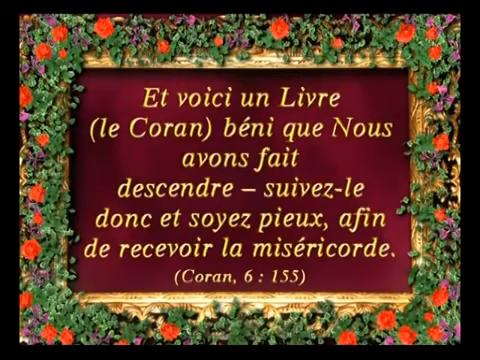 Et voici un Livre
(le Coran) béni que Nous
avons fait
descendre – suivez-le
donc et soyez pieux, afin
de recevoir la miséricorde.
(Coran, 6 : 155)